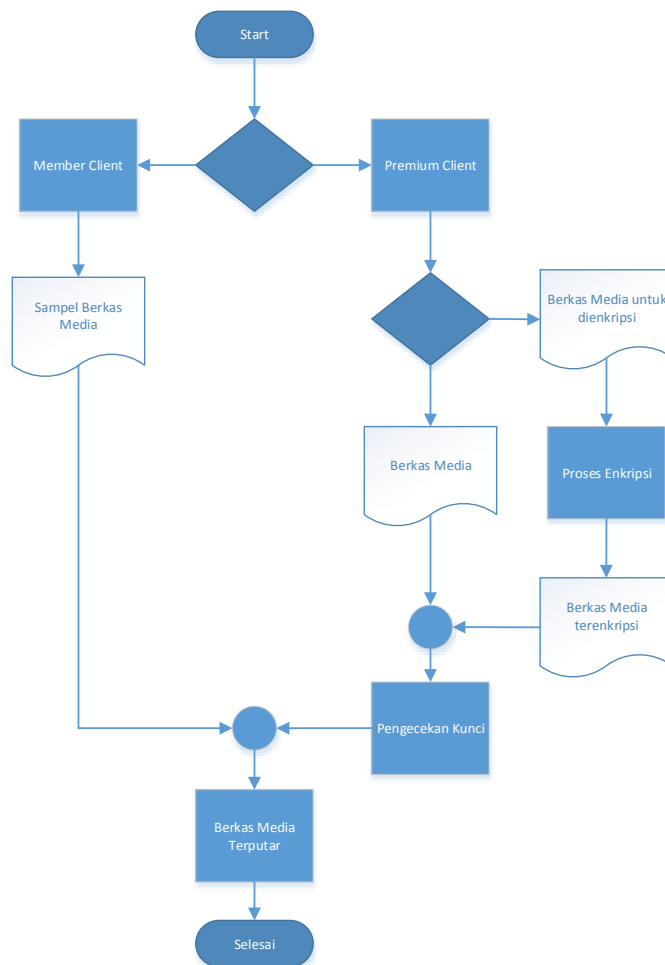 Start
Member Client
Premium Client
Sampel Berkas
Media
Berkas Media untuk
dienkripsi
Berkas Media
Proses Enkripsi
Berkas Media
terenkripsi
Pengecekan Kunci
Berkas Media
Terputar
Selesai